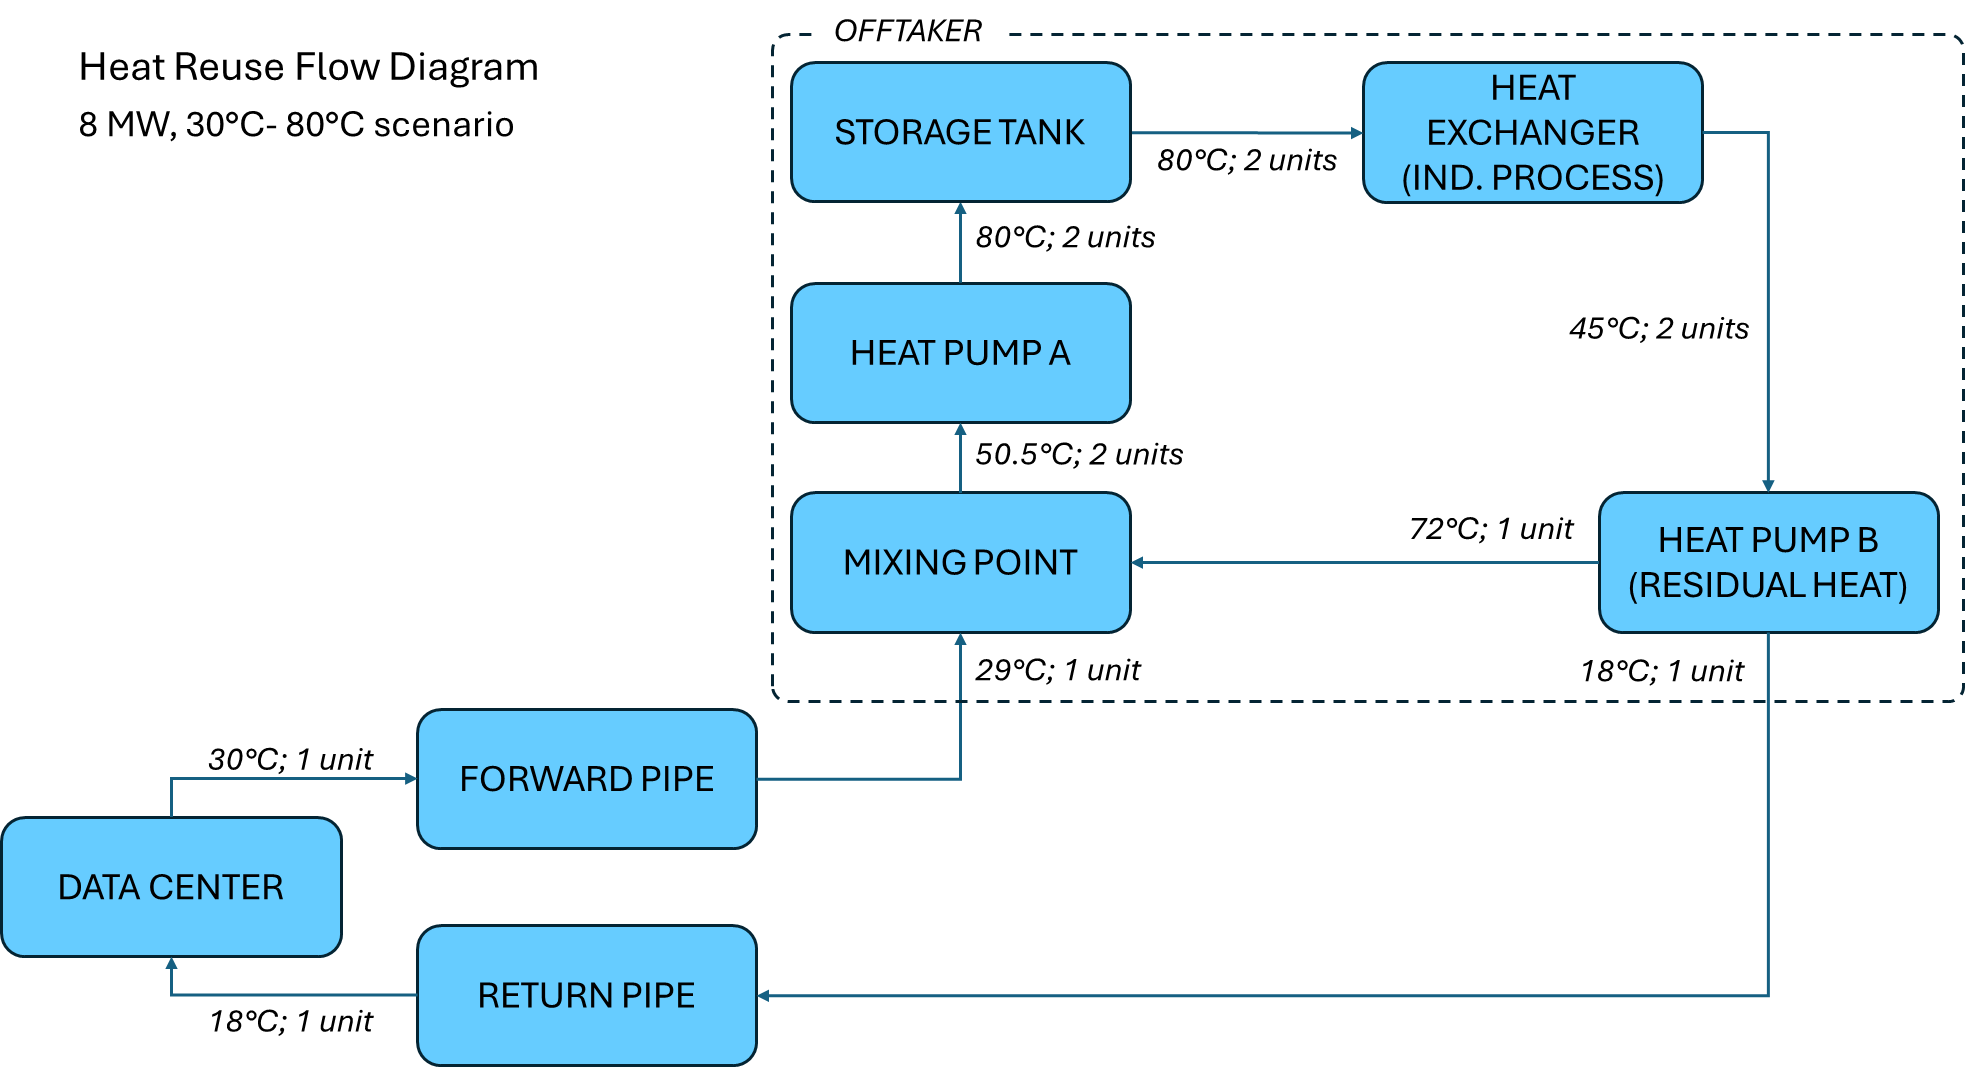 Heat Reuse Flow Diagram
8 MW, 30°C- 80°C scenario
OFFTAKER
STORAGE TANK
80°C; 2 units
HEAT
EXCHANGER
(IND. PROCESS)
80°C; 2 units
HEAT PUMP A
45°C; 2 units
50.5°C; 2 units
MIXING POINT
72°C; 1 unit
HEAT PUMP B
(RESIDUAL HEAT)
29°C; 1 unit
18°C; 1 unit
30°C; 1 unit
FORWARD PIPE
DATA CENTER
RETURN PIPE
18°C; 1 unit